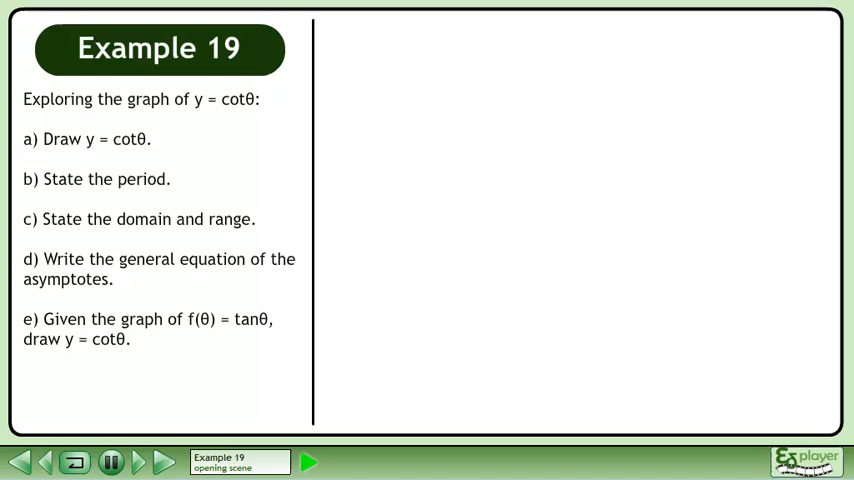 Example 19
Exploring the graph of y = cotθ:
a) Draw y = cotθ.
b) State the period.
c) State the domain and range.
d) Write the general equation of the
asymptotes.
e) Given the graph of f(θ) = tanθ,
draw y = cotθ.
Example 19
opening scene
player